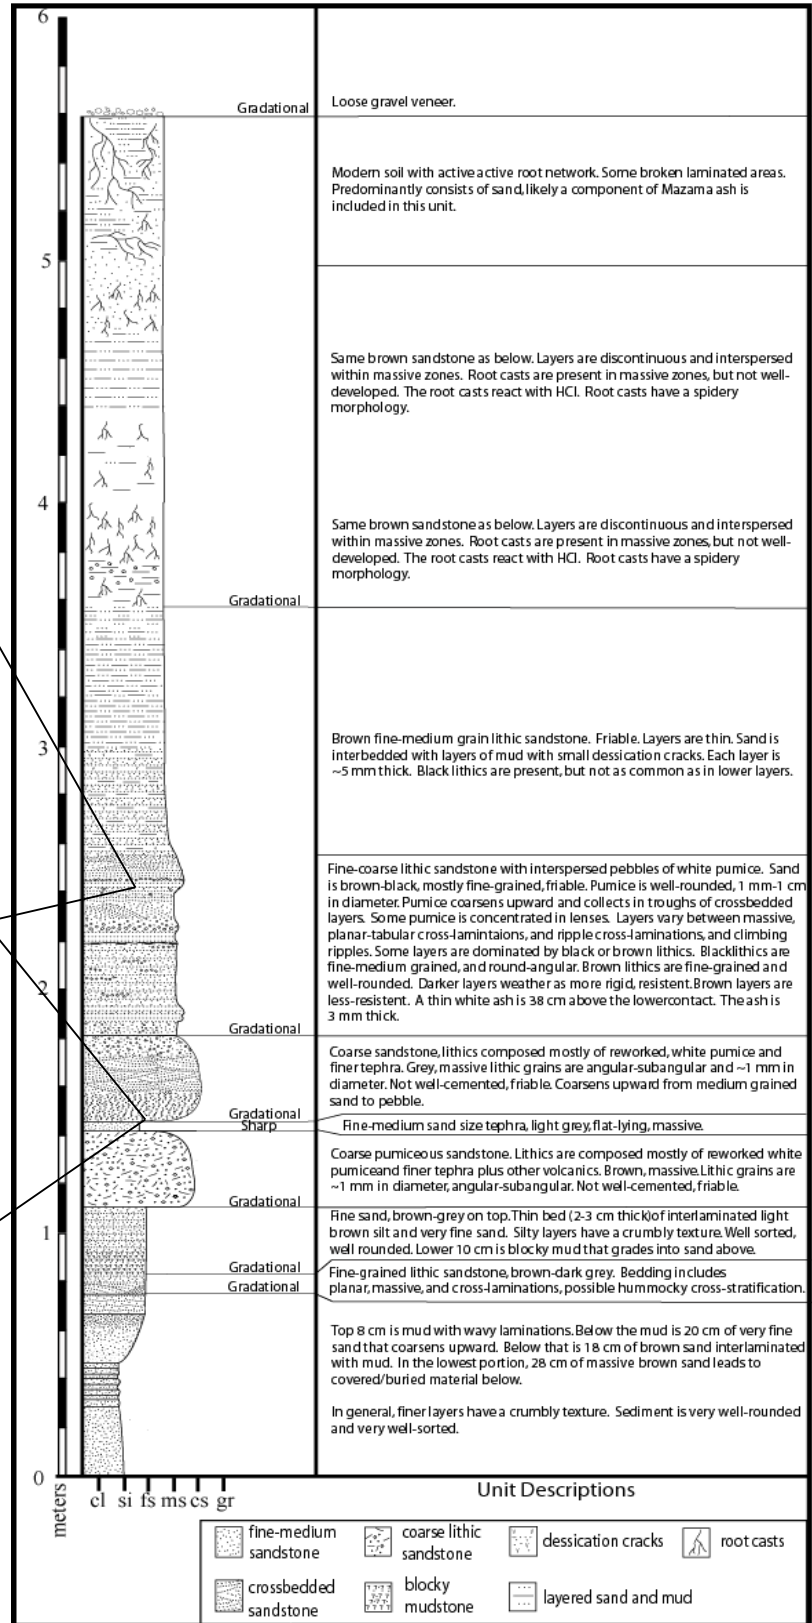 6
Gradational
Loose gravel veneer.
Modern soil with active active root network. Some broken laminated areas.
Predominantly consists of sand, likely a component of Mazama ash is
included in this unit.
5
Same brown sandstone as below. Layers are discontinuous and interspersed
within massive zones. Root casts are present in massive zones, but not well-
developed. The root casts react with HCl. Root casts have a spidery
morphology.
4
Same brown sandstone as below. Layers are discontinuous and interspersed
within massive zones. Root casts are present in massive zones, but not well-
developed. The root casts react with HCl. Root casts have a spidery
morphology.
Gradational
3
Brown fine-medium grain lithic sandstone. Friable. Layers are thin. Sand is
interbedded with layers of mud with small dessication cracks. Each layer is
~5 mm thick. Black lithics are present, but not as common as in lower layers.
Fine-coarse lithic sandstone with interspersed pebbles of white pumice. Sand
is brown-black, mostly fine-grained, friable. Pumice is well-rounded, 1 mm-1 cm
in diameter. Pumice coarsens upward and collects in troughs of crossbedded
layers. Some pumice is concentrated in lenses. Layers vary between massive,
planar-tabular cross-lamintaions, and ripple cross-laminations, and climbing
ripples. Some layers are dominated by black or brown lithics. Blacklithics are
fine-medium grained, and round-angular. Brown lithics are fine-grained and
well-rounded. Darker layers weather as more rigid, resistent. Brown layers are
less-resistent. A thin white ash is 38 cm above the lowercontact. The ash is
3 mm thick.
2
Gradational
Coarse sandstone, lithics composed mostly of reworked, white pumice and
finer tephra. Grey, massive lithic grains are angular-subangular and ~1 mm in
diameter. Not well-cemented, friable. Coarsens upward from medium grained
sand to pebble.
Gradational
Sharp
Fine-medium sand size tephra, light grey, flat-lying, massive.
Coarse pumiceous sandstone. Lithics are composed mostly of reworked white
pumiceand finer tephra plus other volcanics. Brown, massive. Lithic grains are
~1 mm in diameter, angular-subangular. Not well-cemented, friable.
Gradational
1
Fine sand, brown-grey on top. Thin bed (2-3 cm thick) of interlaminated light
brown silt and very fine sand. Silty layers have a crumbly texture. Well sorted,
well rounded. Lower 10 cm is blocky mud that grades into sand above.
Gradational
Fine-grained lithic sandstone, brown-dark grey. Bedding includes
planar, massive, and cross-laminations, possible hummocky cross-stratification.
Gradational
Top 8 cm is mud with wavy laminations. Below the mud is 20 cm of very fine
sand that coarsens upward. Below that is 18 cm of brown sand interlaminated
with mud. In the lowest portion, 28 cm of massive brown sand leads to
covered/buried material below.
In general, finer layers have a crumbly texture. Sediment is very well-rounded
and very well-sorted.
0
meters
cl si fs ms cs gr
Unit Descriptions
fine-medium
sandstone
coarse lithic
sandstone
dessication cracks
root casts
crossbedded
sandstone
blocky
mudstone
layered sand and mud